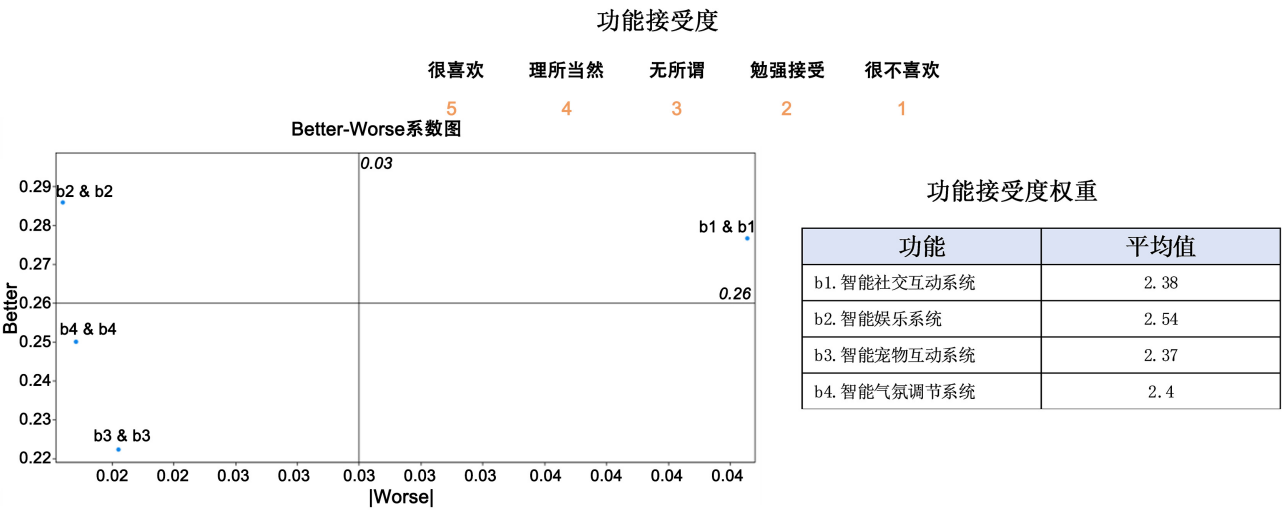 功能接受度
很喜欢 理所当然 无所谓 勉强接受 很不喜欢
5 4 3 2 1
Better-Worse系数图
0.03
0.29
b2 & b2
0.28
b1 & b1
0.27
0.26
0.26
Better
b4 & b4
0.25
0.24
0.23
b3 & b3
0.22
0.02 0.02 0.03 0.03 0.03 0.03 0.03 0.04 0.04 0.04 0.04
|Worse|
功能接受度权重
功能 平均值
b1.智能社交互动系统 2.38
b2.智能娱乐系统 2.54
b3.智能宠物互动系统 2.37
b4.智能气氛调节系统 2.4